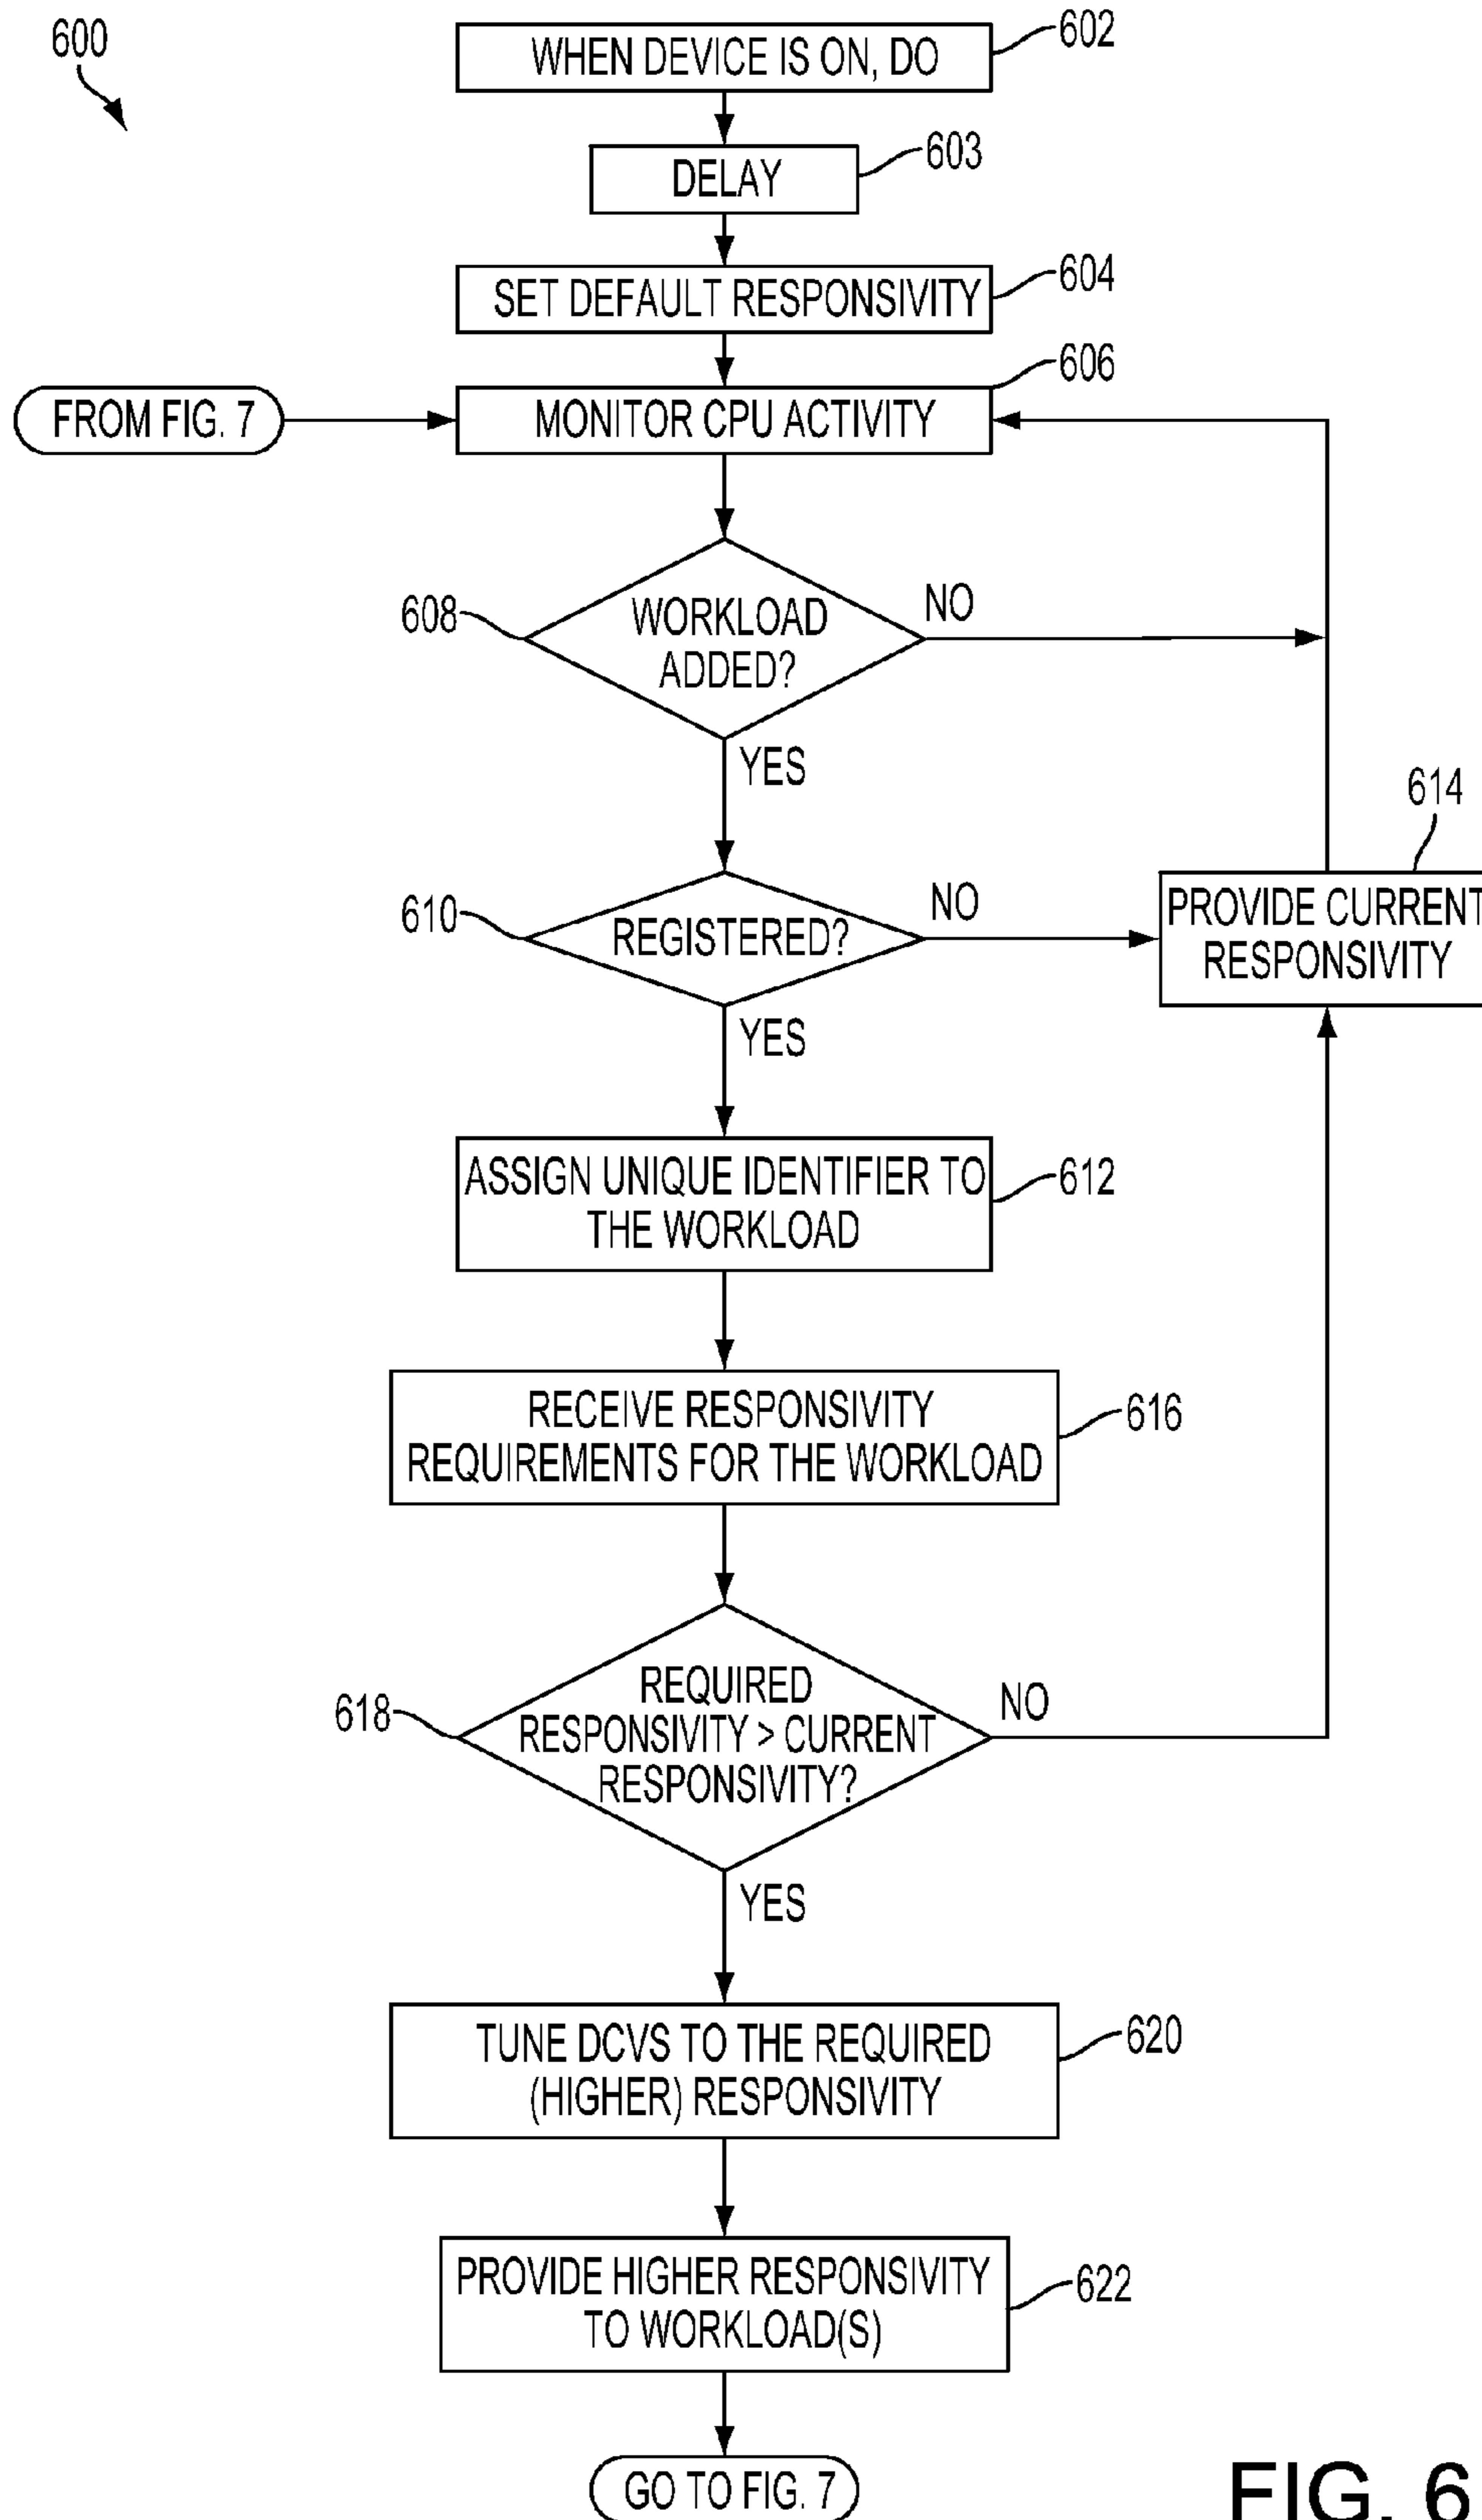 600
WHEN DEVICE IS ON, DO
602
DELAY
603
SET DEFAULT RESPONSIVITY
604
606
FROM FIG. 7
MONITOR CPU ACTIVITY
608
WORKLOAD
ADDED?
NO
YES
614
610
REGISTERED?
NO
PROVIDE CURRENT
RESPONSIVITY
YES
ASSIGN UNIQUE IDENTIFIER TO
THE WORKLOAD
612
RECEIVE RESPONSIVITY
REQUIREMENTS FOR THE WORKLOAD
616
618
REQUIRED
RESPONSIVITY > CURRENT
RESPONSIVITY?
NO
YES
TUNE DCVS TO THE REQUIRED
(HIGHER) RESPONSIVITY
620
PROVIDE HIGHER RESPONSIVITY
TO WORKLOAD(S)
622
GO TO FIG. 7
FIG. 6